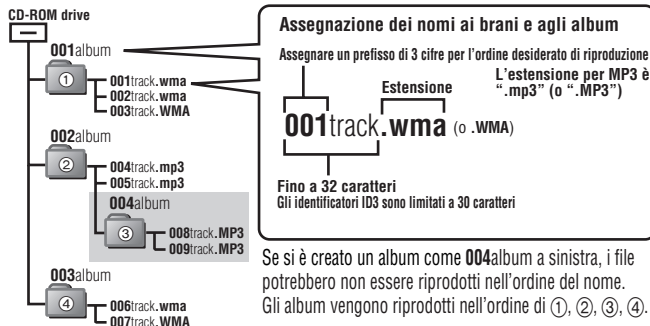 CD-ROM drive
001album
①
001track.wma
002track.wma
003track.WMA
002album
②
004track.mp3
005track.mp3
004album
③
008track.MP3
009track.MP3
003album
④
006track.wma
007track.WMA
Assegnazione dei nomi ai brani e agli album
Assegnare un prefisso di 3 cifre per l'ordine desiderato di riproduzione
Estensione
L'estensione per MP3 è
“.mp3” (o “.MP3”)
001track.wma (o .WMA)
Fino a 32 caratteri
Gli identificatori ID3 sono limitati a 30 caratteri
Se si è creato un album come 004album a sinistra, i file
potrebbero non essere riprodotti nell'ordine del nome.
Gli album vengono riprodotti nell'ordine di ①, ②, ③, ④.